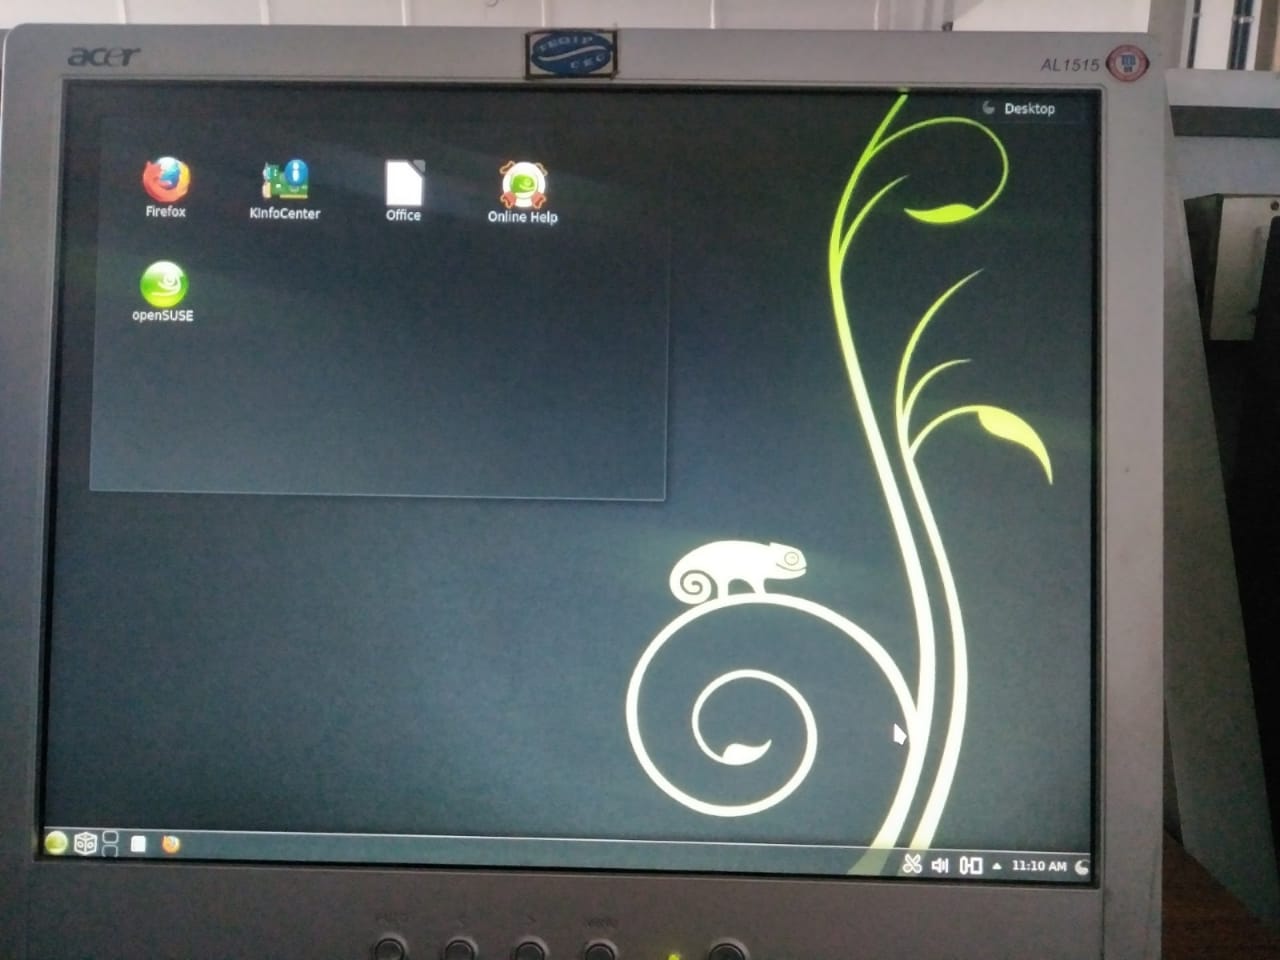 acer
AL1515
Desktop
Firefox
KInfoCenter
Office
Online Help
openSUSE
11:10 AM